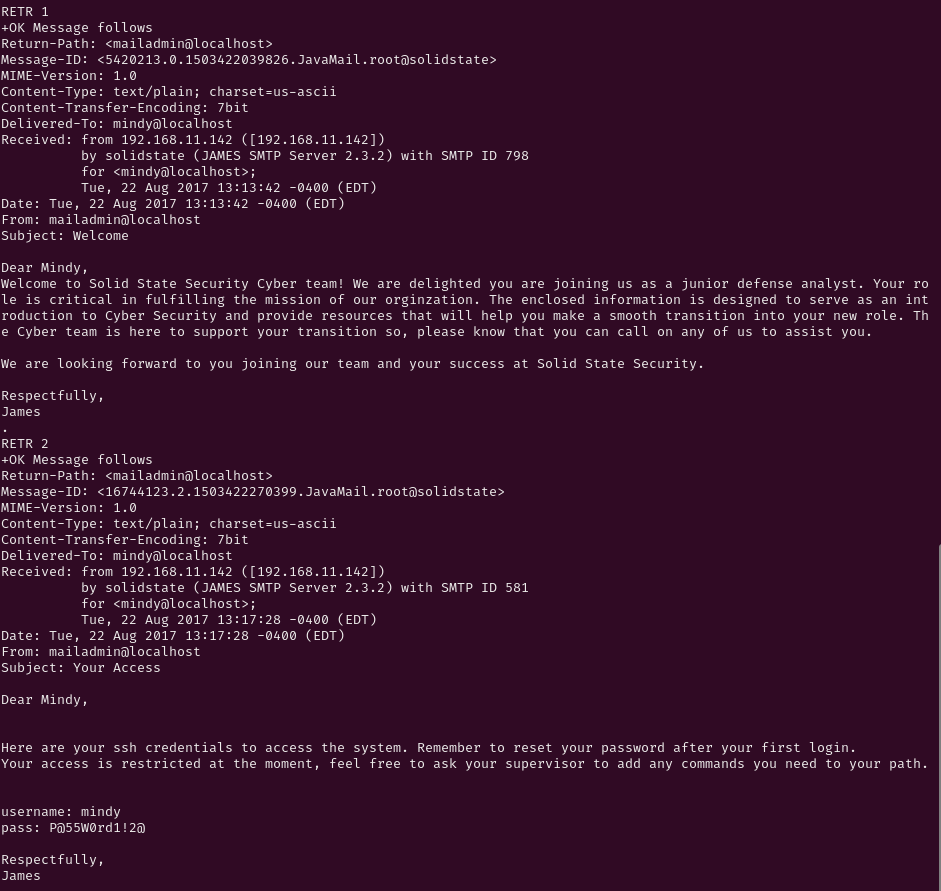 RETR 1
+OK Message follows
Return-Path: <mailadmin@localhost>
Message-ID: <5420213.0.1503422039826.JavaMail.root@solidstate>
MIME-Version: 1.0
Content-Type: text/plain; charset=us-ascii
Content-Transfer-Encoding: 7bit
Delivered-To: mindy@localhost
Received: from 192.168.11.142 ([192.168.11.142])
          by solidstate (JAMES SMTP Server 2.3.2) with SMTP ID 798
          for <mindy@localhost>;
          Tue, 22 Aug 2017 13:13:42 -0400 (EDT)
Date: Tue, 22 Aug 2017 13:13:42 -0400 (EDT)
From: mailadmin@localhost
Subject: Welcome

Dear Mindy,
Welcome to Solid State Security Cyber team! We are delighted you are joining us as a junior defense analyst. Your ro
le is critical in fulfilling the mission of our orginzation. The enclosed information is designed to serve as an int
roduction to Cyber Security and provide resources that will help you make a smooth transition into your new role. Th
e Cyber team is here to support your transition so, please know that you can call on any of us to assist you.

We are looking forward to you joining our team and your success at Solid State Security.

Respectfully,
James
.
RETR 2
+OK Message follows
Return-Path: <mailadmin@localhost>
Message-ID: <16744123.2.1503422270399.JavaMail.root@solidstate>
MIME-Version: 1.0
Content-Type: text/plain; charset=us-ascii
Content-Transfer-Encoding: 7bit
Delivered-To: mindy@localhost
Received: from 192.168.11.142 ([192.168.11.142])
          by solidstate (JAMES SMTP Server 2.3.2) with SMTP ID 581
          for <mindy@localhost>;
          Tue, 22 Aug 2017 13:17:28 -0400 (EDT)
Date: Tue, 22 Aug 2017 13:17:28 -0400 (EDT)
From: mailadmin@localhost
Subject: Your Access

Dear Mindy,


Here are your ssh credentials to access the system. Remember to reset your password after your first login.
Your access is restricted at the moment, feel free to ask your supervisor to add any commands you need to your path.


username: mindy
pass: P@55W0rd1!2@

Respectfully,
James